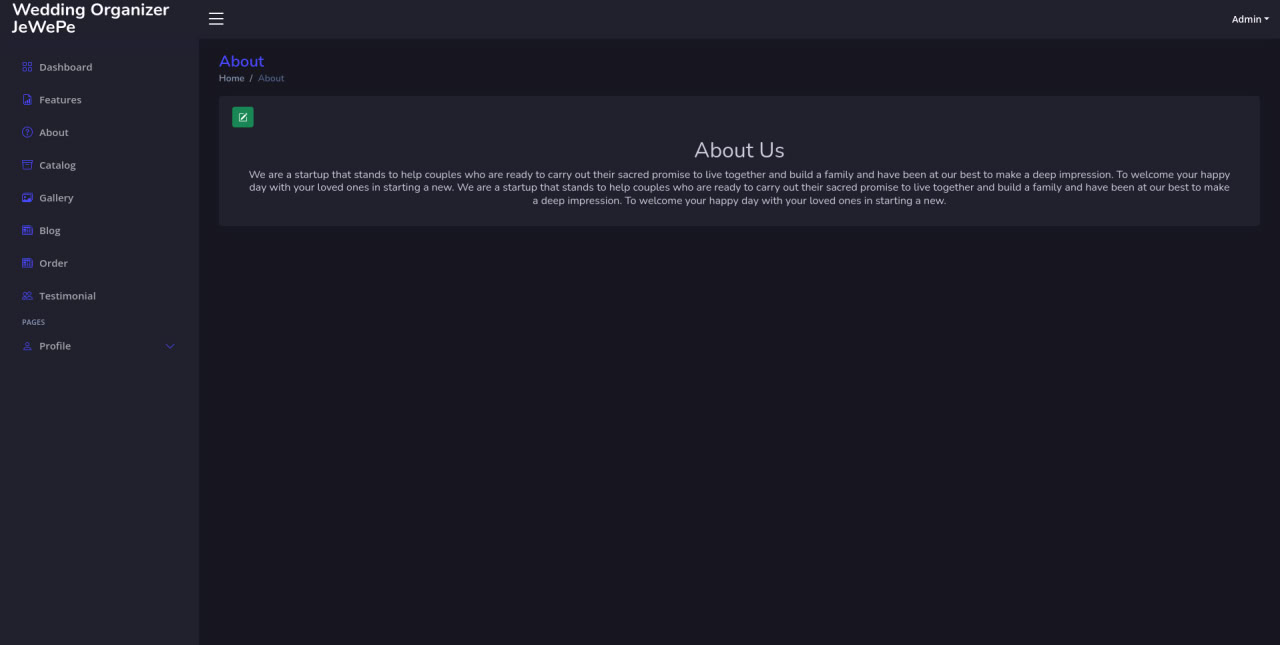 Wedding Organizer
JeWePe
Admin
Dashboard
Features
About
Catalog
Gallery
Blog
Order
Testimonial
PAGES
Profile
About
Home / About
About Us
We are a startup that stands to help couples who are ready to carry out their sacred promise to live together and build a family and have been at our best to make a deep impression. To welcome your happy
day with your loved ones in starting a new. We are a startup that stands to help couples who are ready to carry out their sacred promise to live together and build a family and have been at our best to make
a deep impression. To welcome your happy day with your loved ones in starting a new.